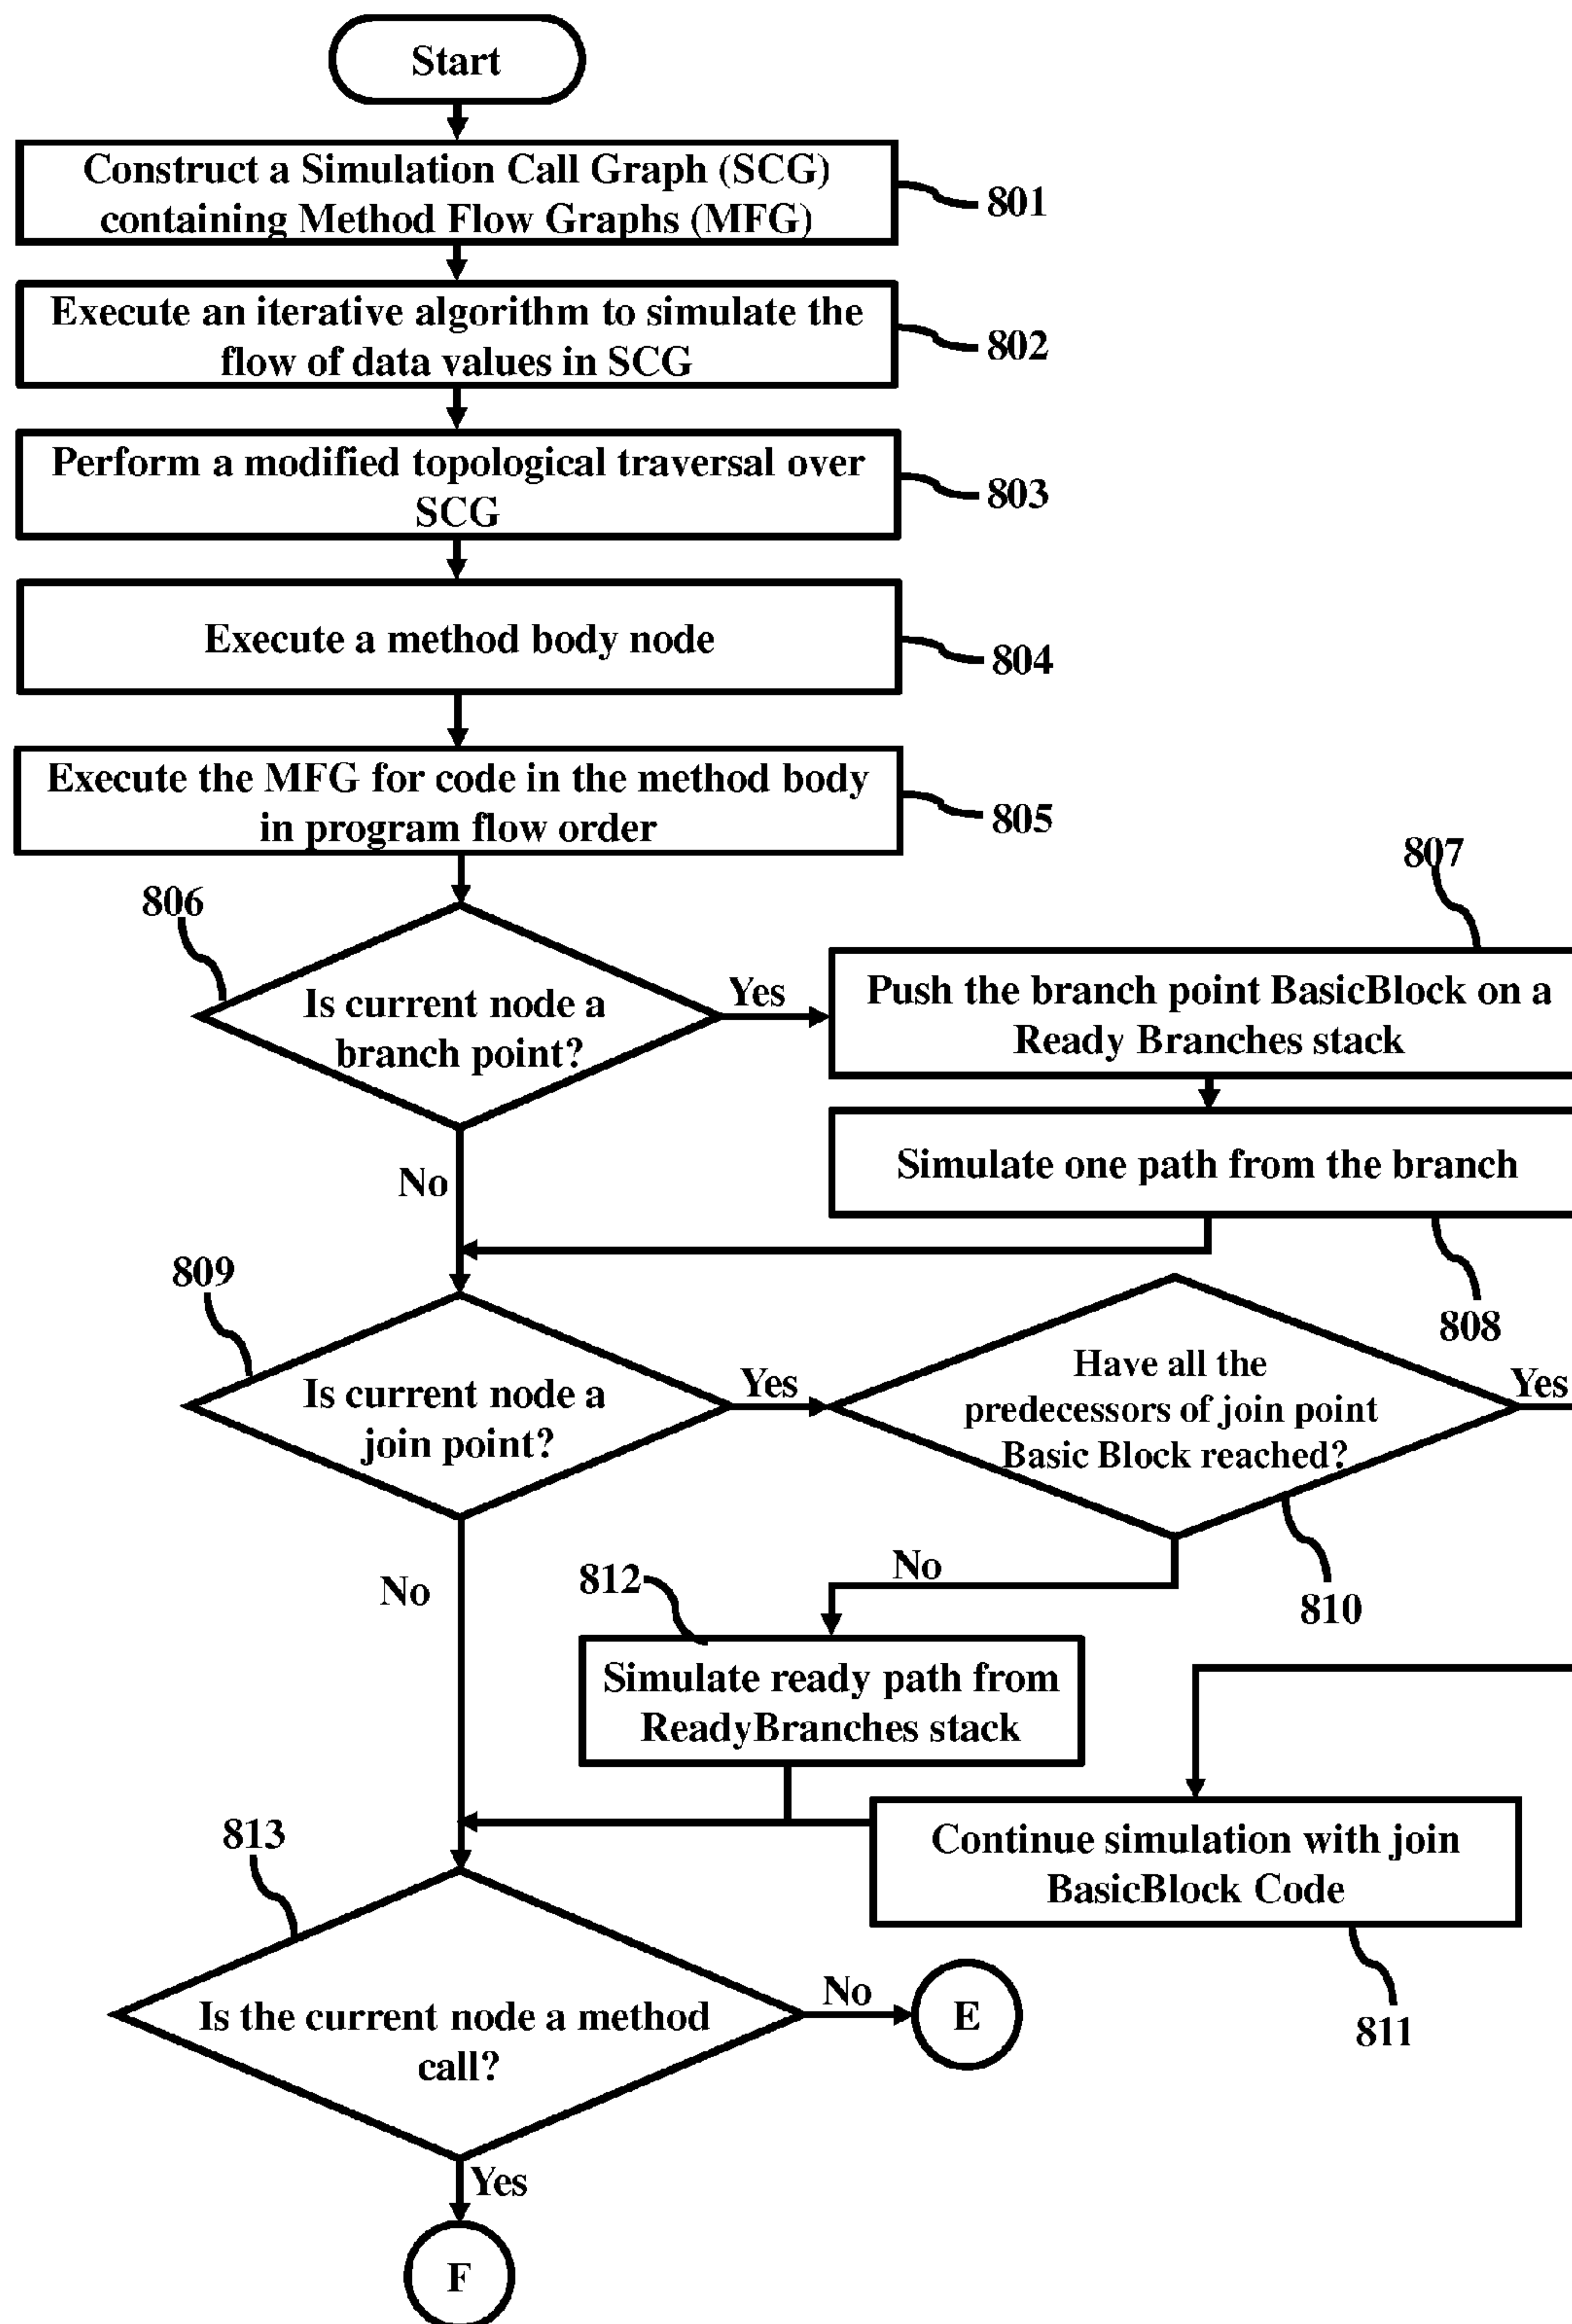 Start
Construct a Simulation Call Graph (SCG)
containing Method Flow Graphs (MFG)
801
Execute an iterative algorithm to simulate the
flow of data values in SCG
802
Perform a modified topological traversal over
SCG
803
Execute a method body node
804
Execute the MFG for code in the method body
in program flow order
805
806
Is current node a
branch point?
Yes
807
Push the branch point BasicBlock on a
Ready Branches stack
Simulate one path from the branch
808
No
809
Is current node a
join point?
Yes
Have all the
predecessors of join point
Basic Block reached?
Yes
810
No
812
Simulate ready path from
ReadyBranches stack
No
Continue simulation with join
BasicBlock Code
811
813
Is the current node a method
call?
No
E
Yes
F